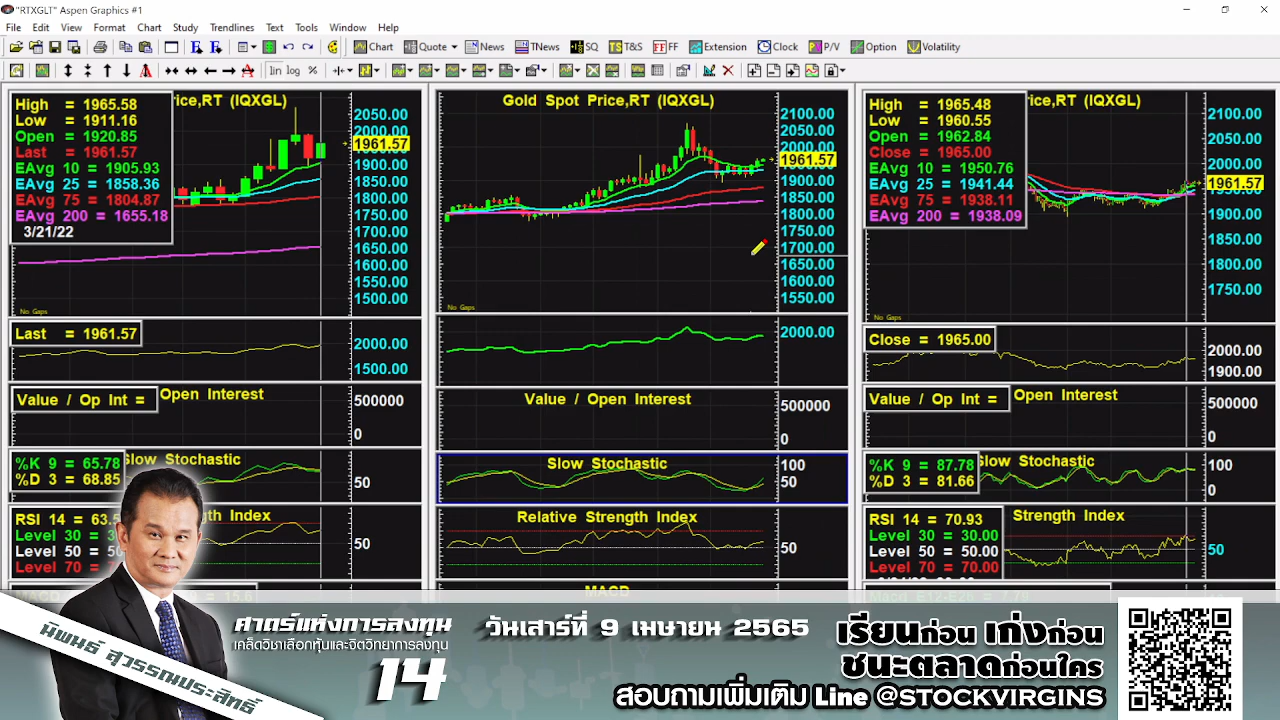 "RTXGLT" Aspen Graphics #1
File Edit View Format Chart Study Trendlines Text Tools Window Help
Chart Quote News TNews SQ T&S FF Extension Clock P/V Option Volatility
lin log %
High = 1965.58
Low = 1911.16
Open = 1920.85
Last = 1961.57
EAvg 10 = 1905.93
EAvg 25 = 1858.36
EAvg 75 = 1804.87
EAvg 200 = 1655.18
3/21/22
rice,RT (IQXGL)
2050.00
2000.00
1961.57
1900.00
1850.00
1800.00
1750.00
1700.00
1650.00
1600.00
1550.00
1500.00
No Gaps
Last = 1961.57
2000.00
1500.00
Value / Op Int =
Open Interest
500000
0
%K 9 = 65.78
%D 3 = 68.85
Slow Stochastic
50
RSI 14 = 63.5
Level 30 = 3
Level 50 = 5
Level 70 = 7
gth Index
50
Gold Spot Price,RT (IQXGL)
2100.00
2050.00
2000.00
1961.57
1900.00
1850.00
1800.00
1750.00
1700.00
1650.00
1600.00
1550.00
No Gaps
2000.00
Value / Open Interest
500000
0
Slow Stochastic
100
50
Relative Strength Index
50
MACD
High = 1965.48
Low = 1960.55
Open = 1962.84
Close = 1965.00
EAvg 10 = 1950.76
EAvg 25 = 1941.44
EAvg 75 = 1938.11
EAvg 200 = 1938.09
rice,RT (IQXGL)
2100.00
2050.00
2000.00
1961.57
1900.00
1850.00
1800.00
1750.00
No Gaps
Close = 1965.00
2000.00
1900.00
Value / Op Int =
Open Interest
500000
0
%K 9 = 87.78
%D 3 = 81.66
Slow Stochastic
100
0
RSI 14 = 70.93
Level 30 = 30.00
Level 50 = 50.00
Level 70 = 70.00
Strength Index
50
นิพนธ์ สุวรรณประสิทธิ์
ศาตร์แห่งการลงทุน
เคล็ดวิชาเลือกหุ้นและจิตวิทยาการลงทุน
14
วันเสาร์ที่ 9 เมษายน 2565
เรียนก่อน เก่งก่อน
ชนะตลาดก่อนใคร
สอบถามเพิ่มเติม Line @STOCKVIRGINS